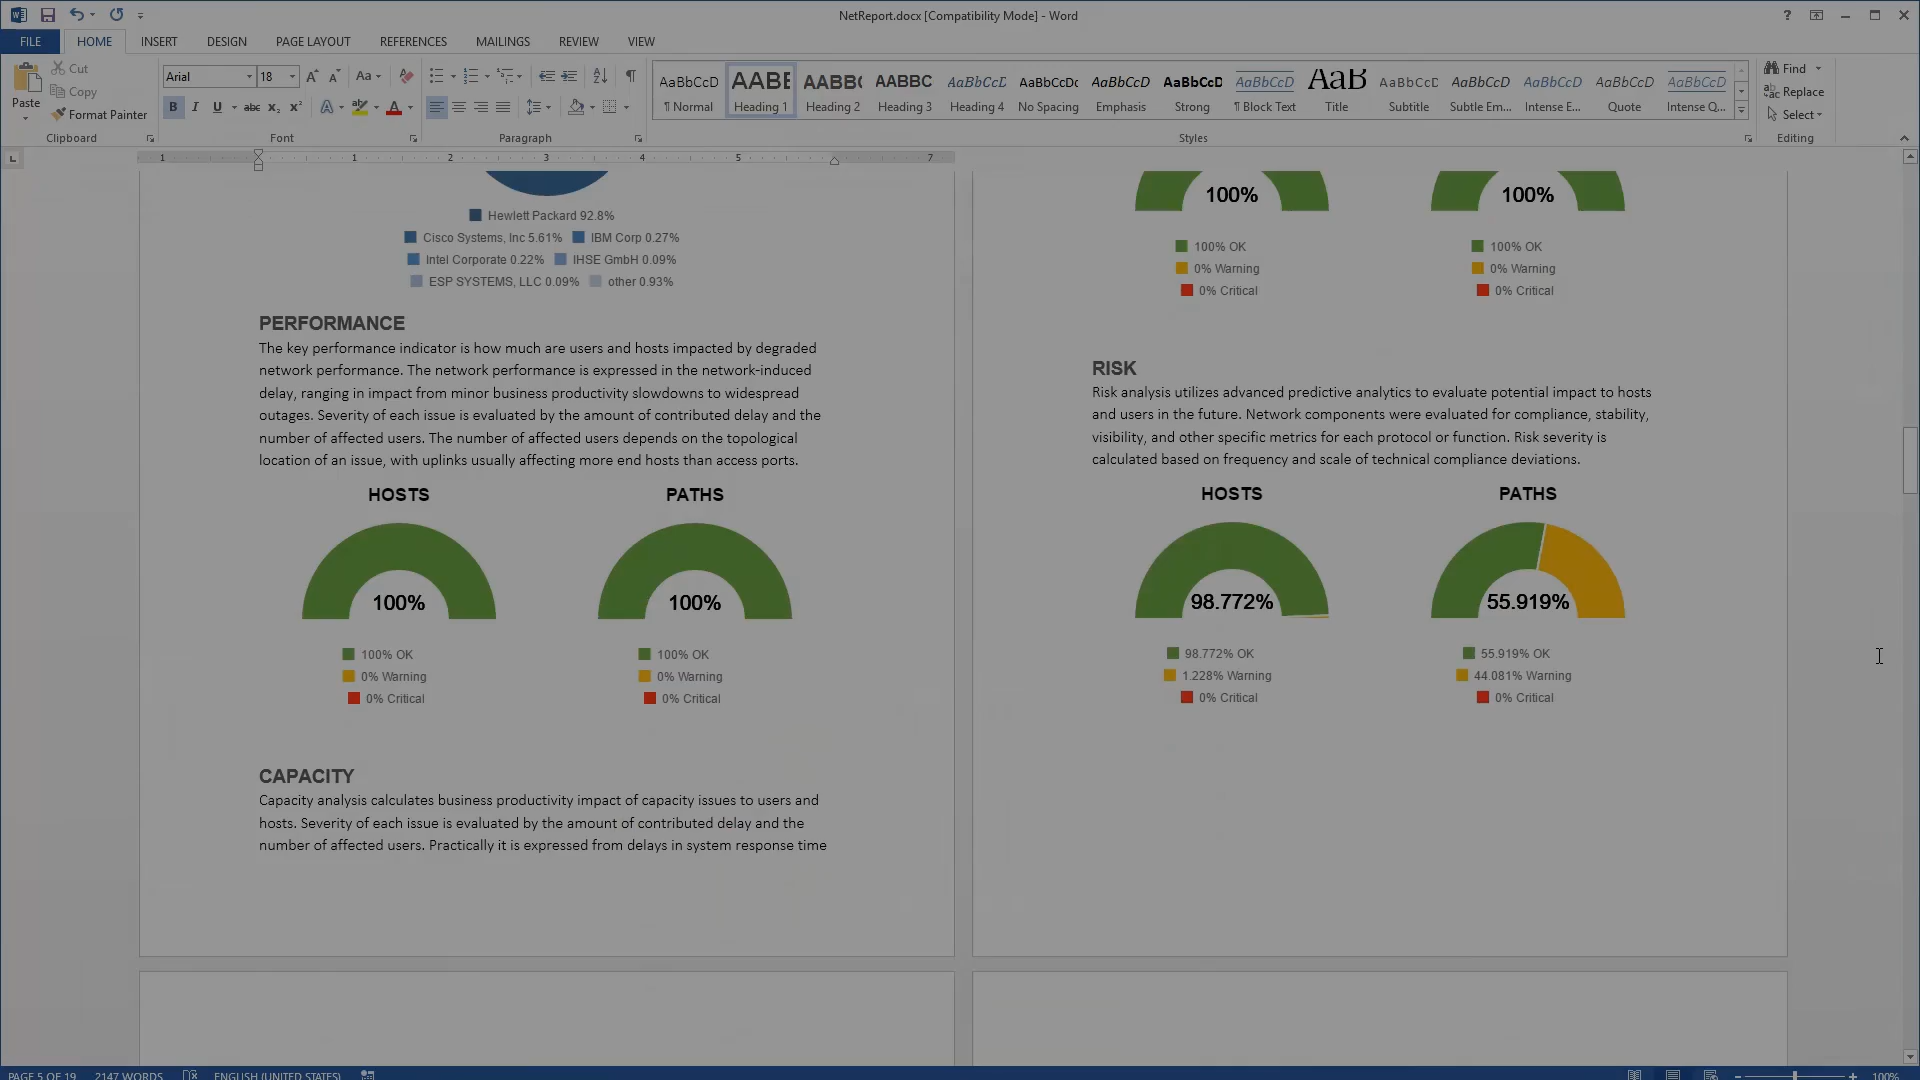 NetReport.docx [Compatibility Mode] - Word
FILE HOME INSERT DESIGN PAGE LAYOUT REFERENCES MAILINGS REVIEW VIEW
Paste
Cut
Copy
Format Painter
Clipboard
Arial 18
Font
Paragraph
AaBbCcD AABE AABBC AABBC AaBbCcD AaBbCcDc AaBbCcD AaBbCcD AaBbCcD AaB AaBbCcD AaBbCcD AaBbCcD AaBbCcD AaBbCcD
¶ Normal Heading 1 Heading 2 Heading 3 Heading 4 No Spacing Emphasis Strong ¶ Block Text Title Subtitle Subtle Em... Intense E... Quote Intense Q...
Styles
Find
Replace
Select
Editing
1 1 2 3 4 5 7
Hewlett Packard 92.8%
Cisco Systems, Inc 5.61% IBM Corp 0.27%
Intel Corporate 0.22% IHSE GmbH 0.09%
ESP SYSTEMS, LLC 0.09% other 0.93%
PERFORMANCE
The key performance indicator is how much are users and hosts impacted by degraded
network performance. The network performance is expressed in the network-induced
delay, ranging in impact from minor business productivity slowdowns to widespread
outages. Severity of each issue is evaluated by the amount of contributed delay and the
number of affected users. The number of affected users depends on the topological
location of an issue, with uplinks usually affecting more end hosts than access ports.
HOSTS PATHS
100% 100%
100% OK 100% OK
0% Warning 0% Warning
0% Critical 0% Critical
CAPACITY
Capacity analysis calculates business productivity impact of capacity issues to users and
hosts. Severity of each issue is evaluated by the amount of contributed delay and the
number of affected users. Practically it is expressed from delays in system response time
100% 100%
100% OK 100% OK
0% Warning 0% Warning
0% Critical 0% Critical
RISK
Risk analysis utilizes advanced predictive analytics to evaluate potential impact to hosts
and users in the future. Network components were evaluated for compliance, stability,
visibility, and other specific metrics for each protocol or function. Risk severity is
calculated based on frequency and scale of technical compliance deviations.
HOSTS PATHS
98.772% 55.919%
98.772% OK 55.919% OK
1.228% Warning 44.081% Warning
0% Critical 0% Critical
PAGE 5 OF 19 2147 WORDS ENGLISH (UNITED STATES) 100%